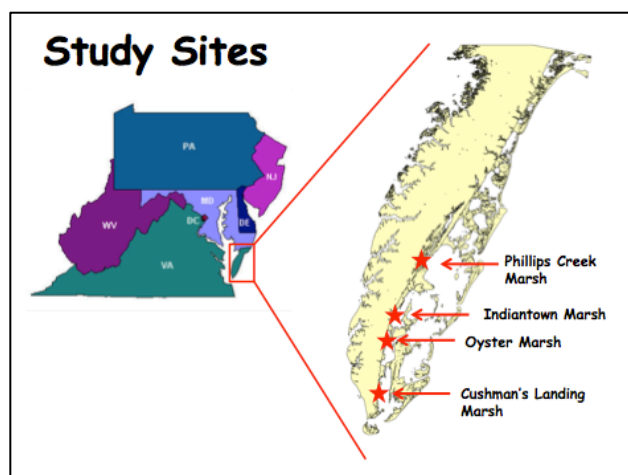 Study Sites
PA
NJ
MD
WV
DC
DE
VA
Phillips Creek
Marsh
Indiantown Marsh
Oyster Marsh
Cushman's Landing
Marsh